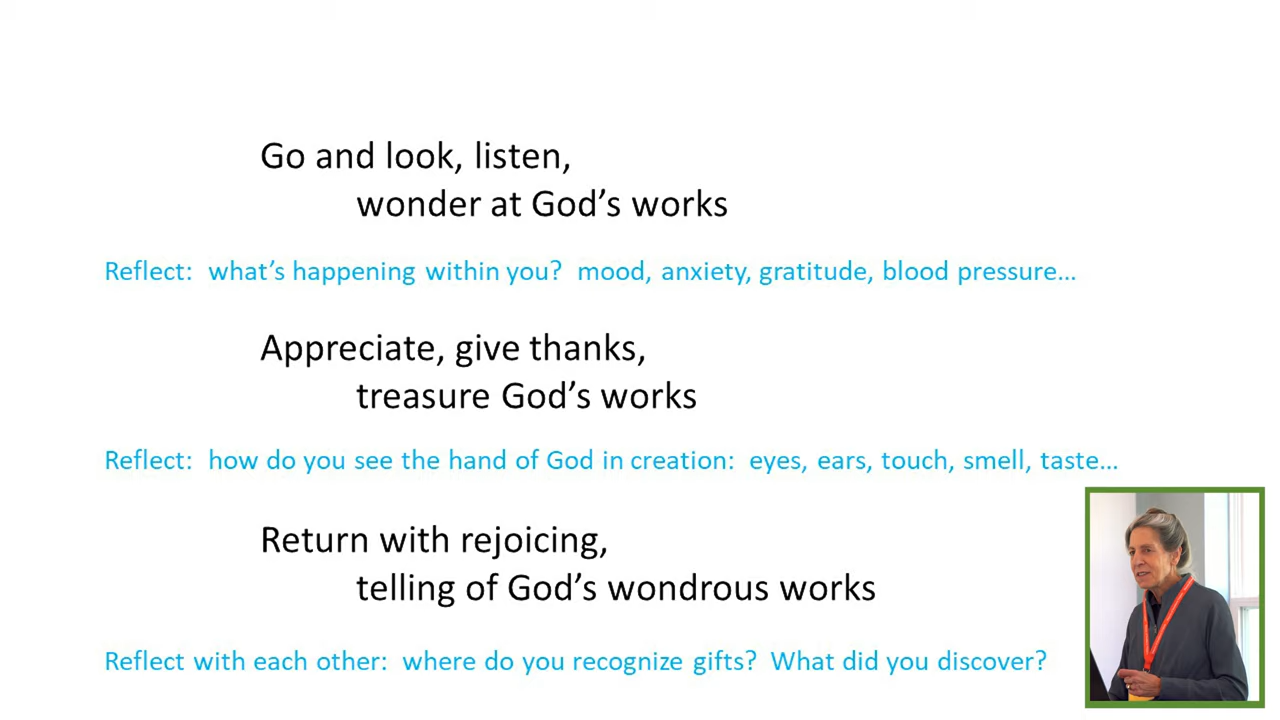 Go and look, listen,
wonder at God’s works
Reflect:  what’s happening within you?  mood, anxiety, gratitude, blood pressure…
Appreciate, give thanks,
treasure God’s works
Reflect:  how do you see the hand of God in creation:  eyes, ears, touch, smell, taste…
Return with rejoicing,
telling of God’s wondrous works
Reflect with each other:  where do you recognize gifts?  What did you discover?